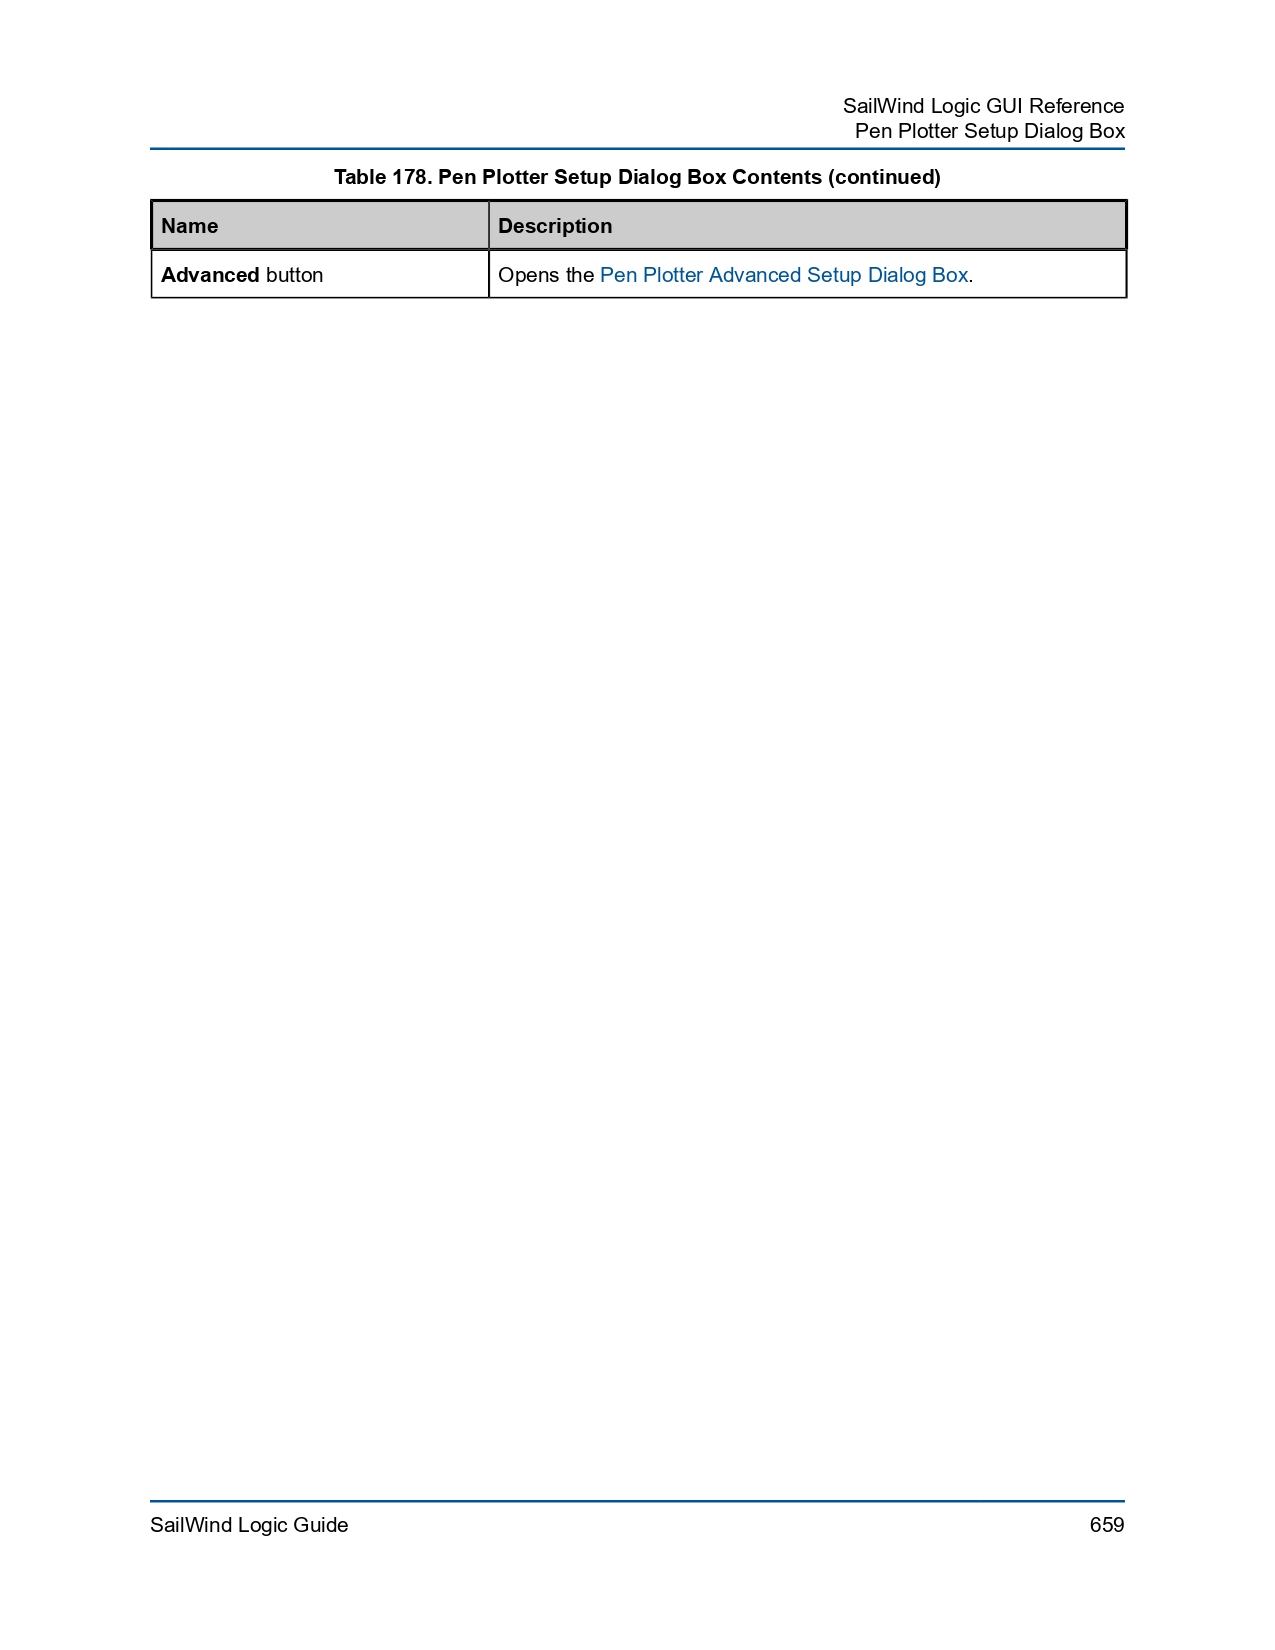 SailWind Logic GUI Reference
Pen Plotter Setup Dialog Box
Table 178. Pen Plotter Setup Dialog Box Contents (continued)
Name Description
Advanced button Opens the Pen Plotter Advanced Setup Dialog Box.
SailWind Logic Guide 659